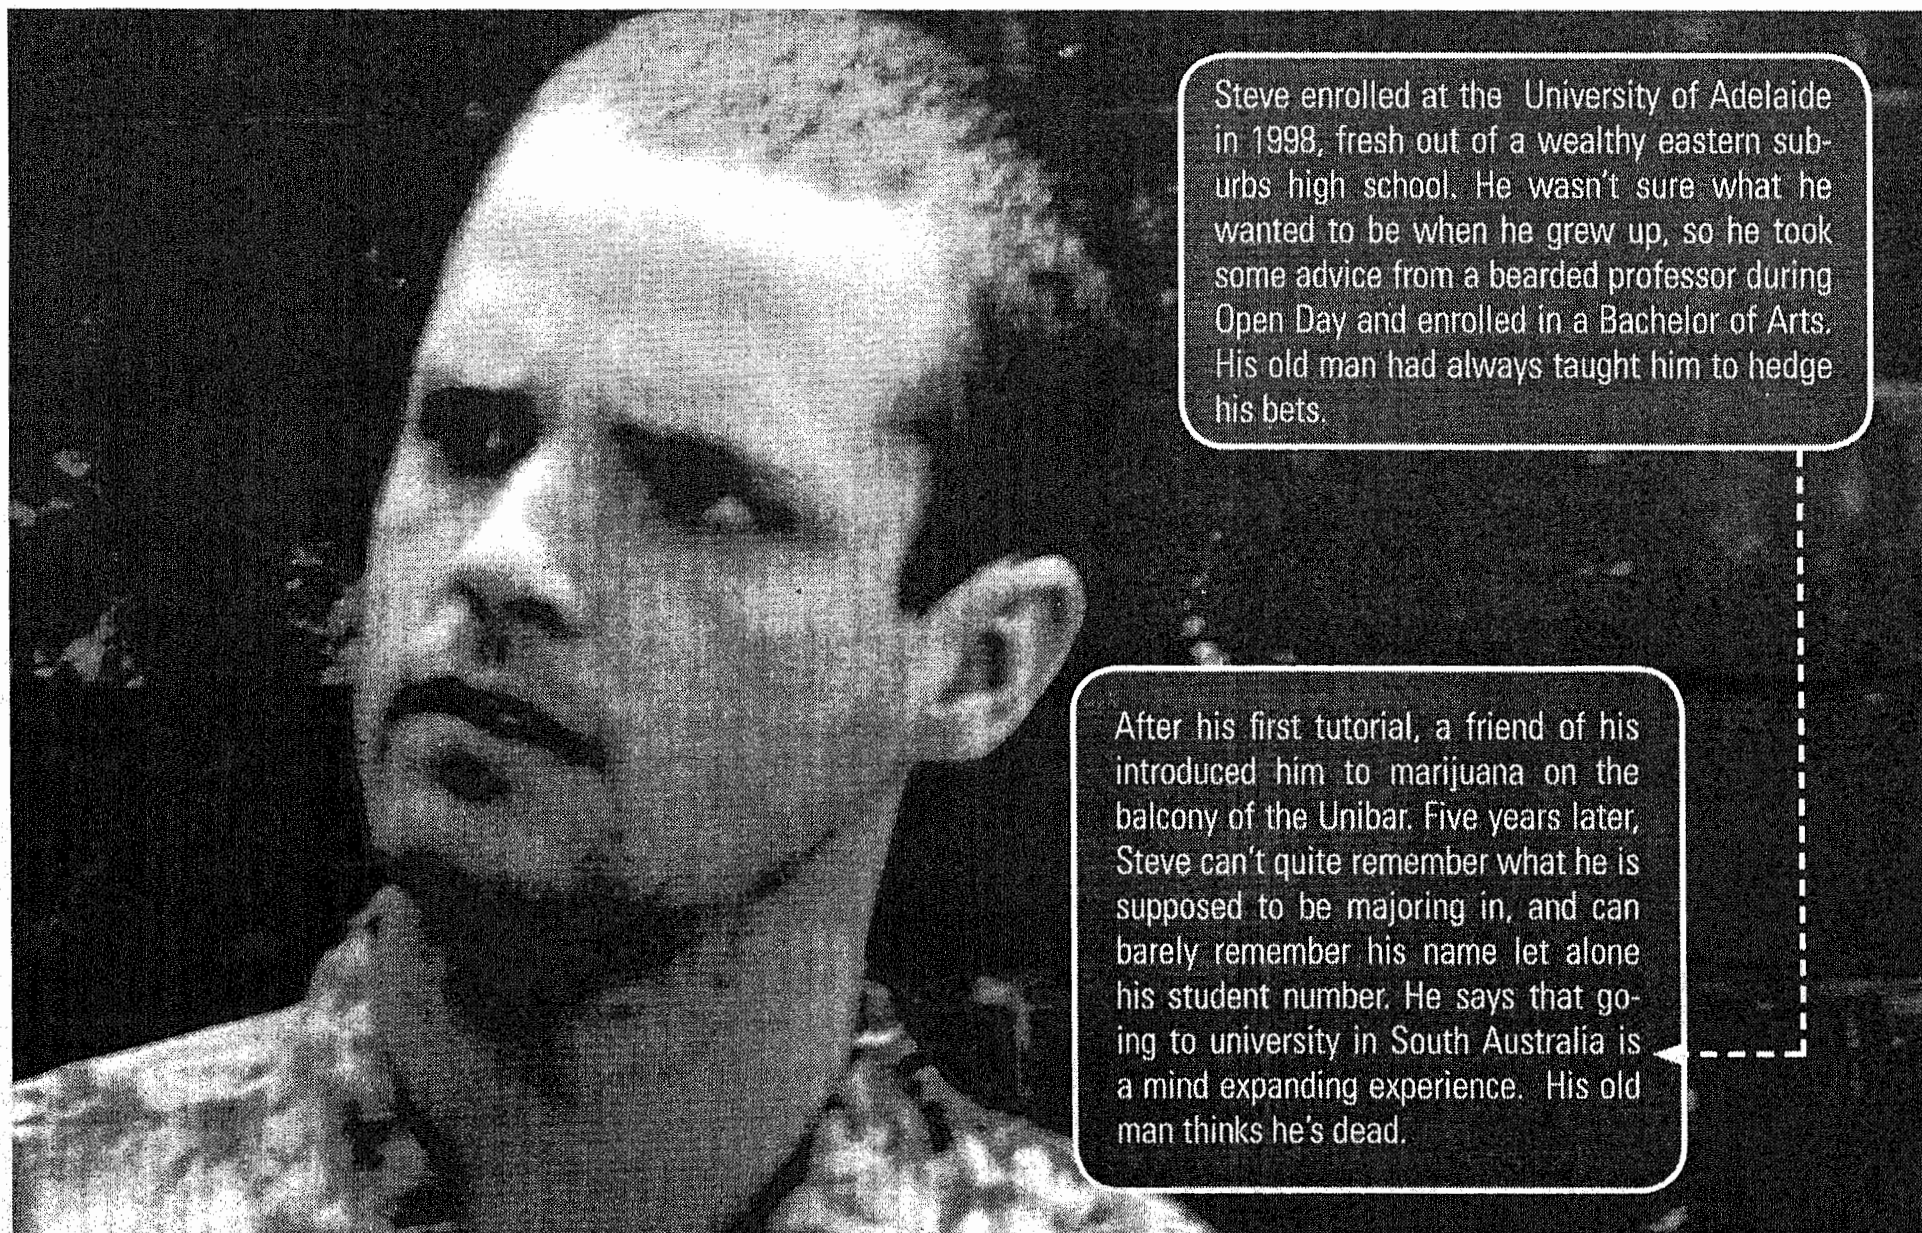 Steve enrolled at the University of Adelaide
in 1998, fresh out of a wealthy eastern sub-
urbs high school. He wasn't sure what he
wanted to be when he grew up, so he took
some advice from a bearded professor during
Open Day and enrolled in a Bachelor of Arts.
His old man had always taught him to hedge
his bets.
After his first tutorial, a friend of his
introduced him to marijuana on the
balcony of the Unibar. Five years later,
Steve can't quite remember what he is
supposed to be majoring in, and can
barely remember his name let alone
his student number. He says that go-
ing to university in South Australia is
a mind expanding experience. His old
man thinks he's dead.